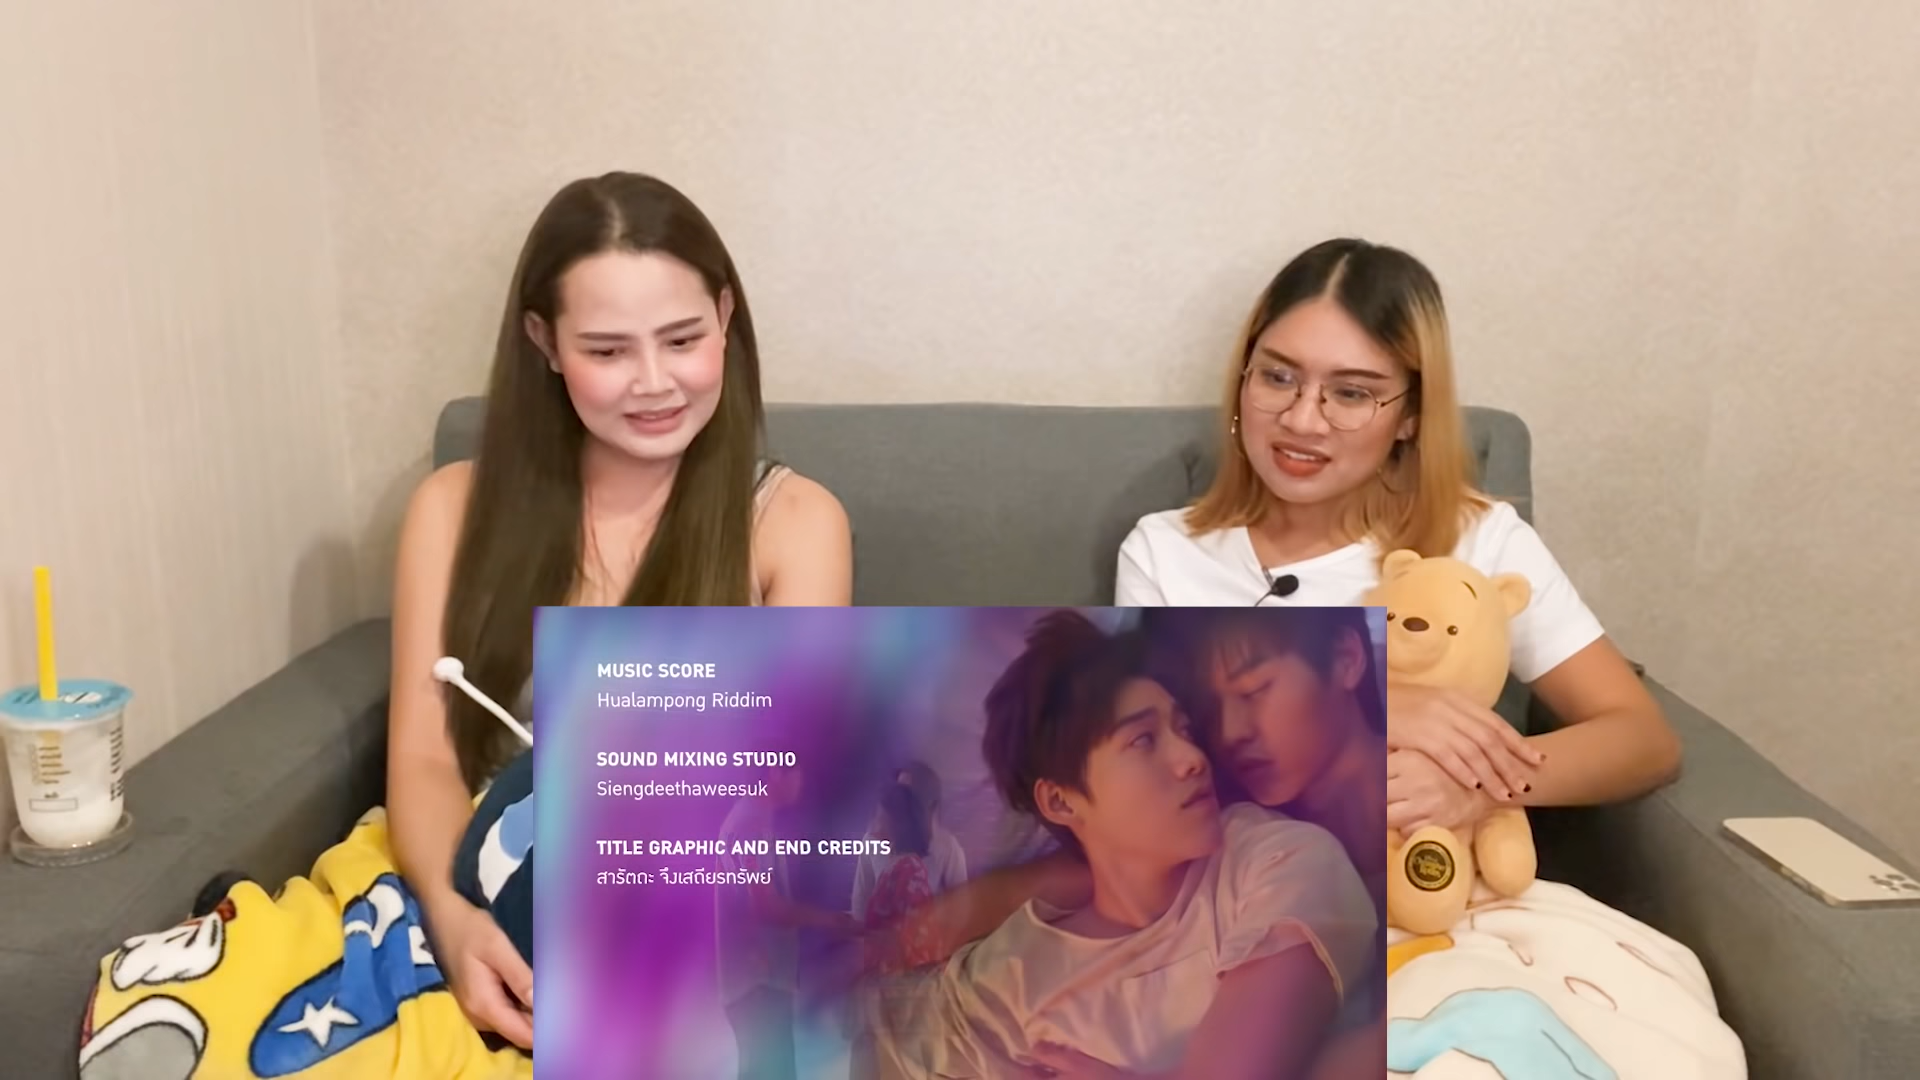 MUSIC SCORE
Hualampong Riddim
SOUND MIXING STUDIO
Siengdeethaweesuk
TITLE GRAPHIC AND END CREDITS
สารัตถะ จึงเสถียรทรัพย์